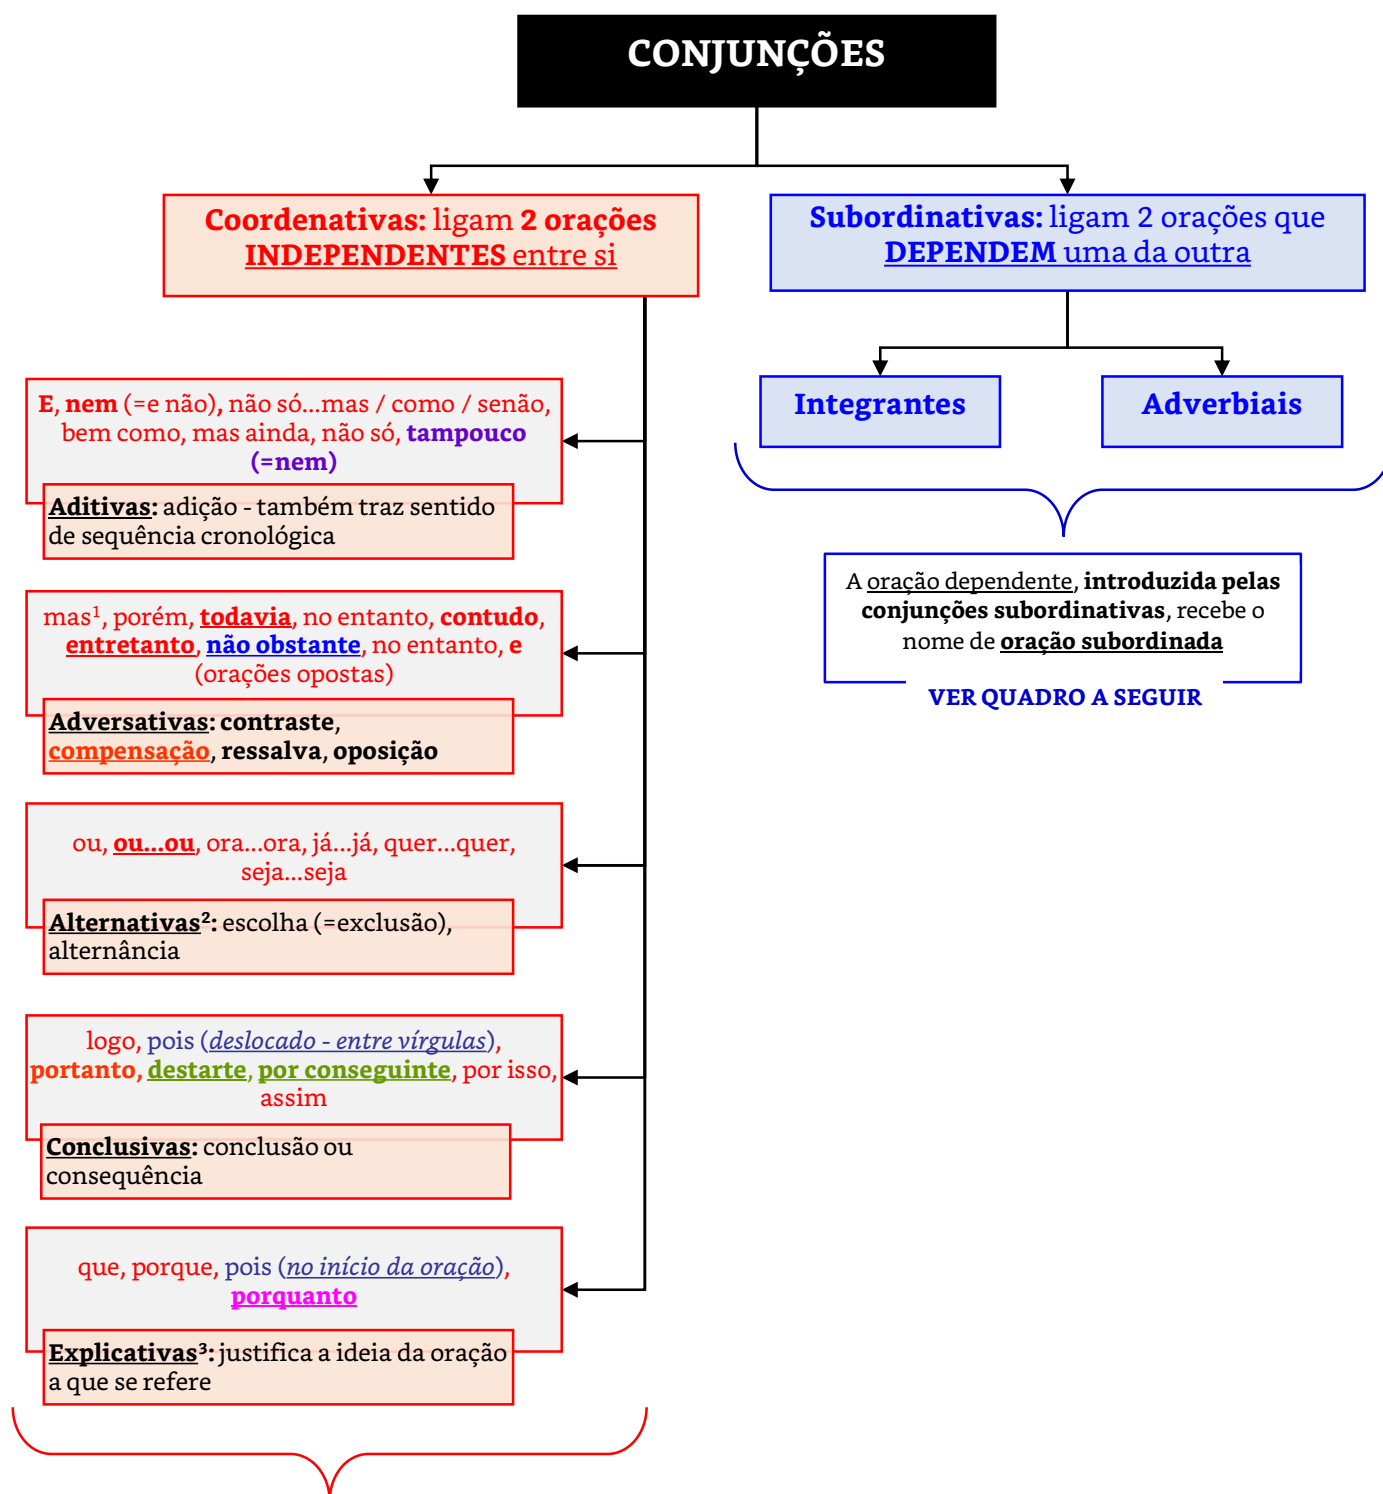 CONJUNÇÕES
Coordenativas: ligam 2 orações
INDEPENDENTES entre si
Subordinativas: ligam 2 orações que
DEPENDEM uma da outra
Integrantes
Adverbiais
A oração dependente, introduzida pelas
conjunções subordinativas, recebe o
nome de oração subordinada
VER QUADRO A SEGUIR
E, nem (=e não), não só...mas / como / senão,
bem como, mas ainda, não só, tampouco
(=nem)
Aditivas: adição - também traz sentido
de sequência cronológica
mas¹, porém, todavia, no entanto, contudo,
entretanto, não obstante, no entanto, e
(orações opostas)
Adversativas: contraste,
compensação, ressalva, oposição
ou, ou...ou, ora...ora, já...já, quer...quer,
seja...seja
Alternativas²: escolha (=exclusão),
alternância
logo, pois (deslocado - entre vírgulas),
portanto, destarte, por conseguinte, por isso,
assim
Conclusivas: conclusão ou
consequência
que, porque, pois (no início da oração),
porquanto
Explicativas³: justifica a ideia da oração
a que se refere